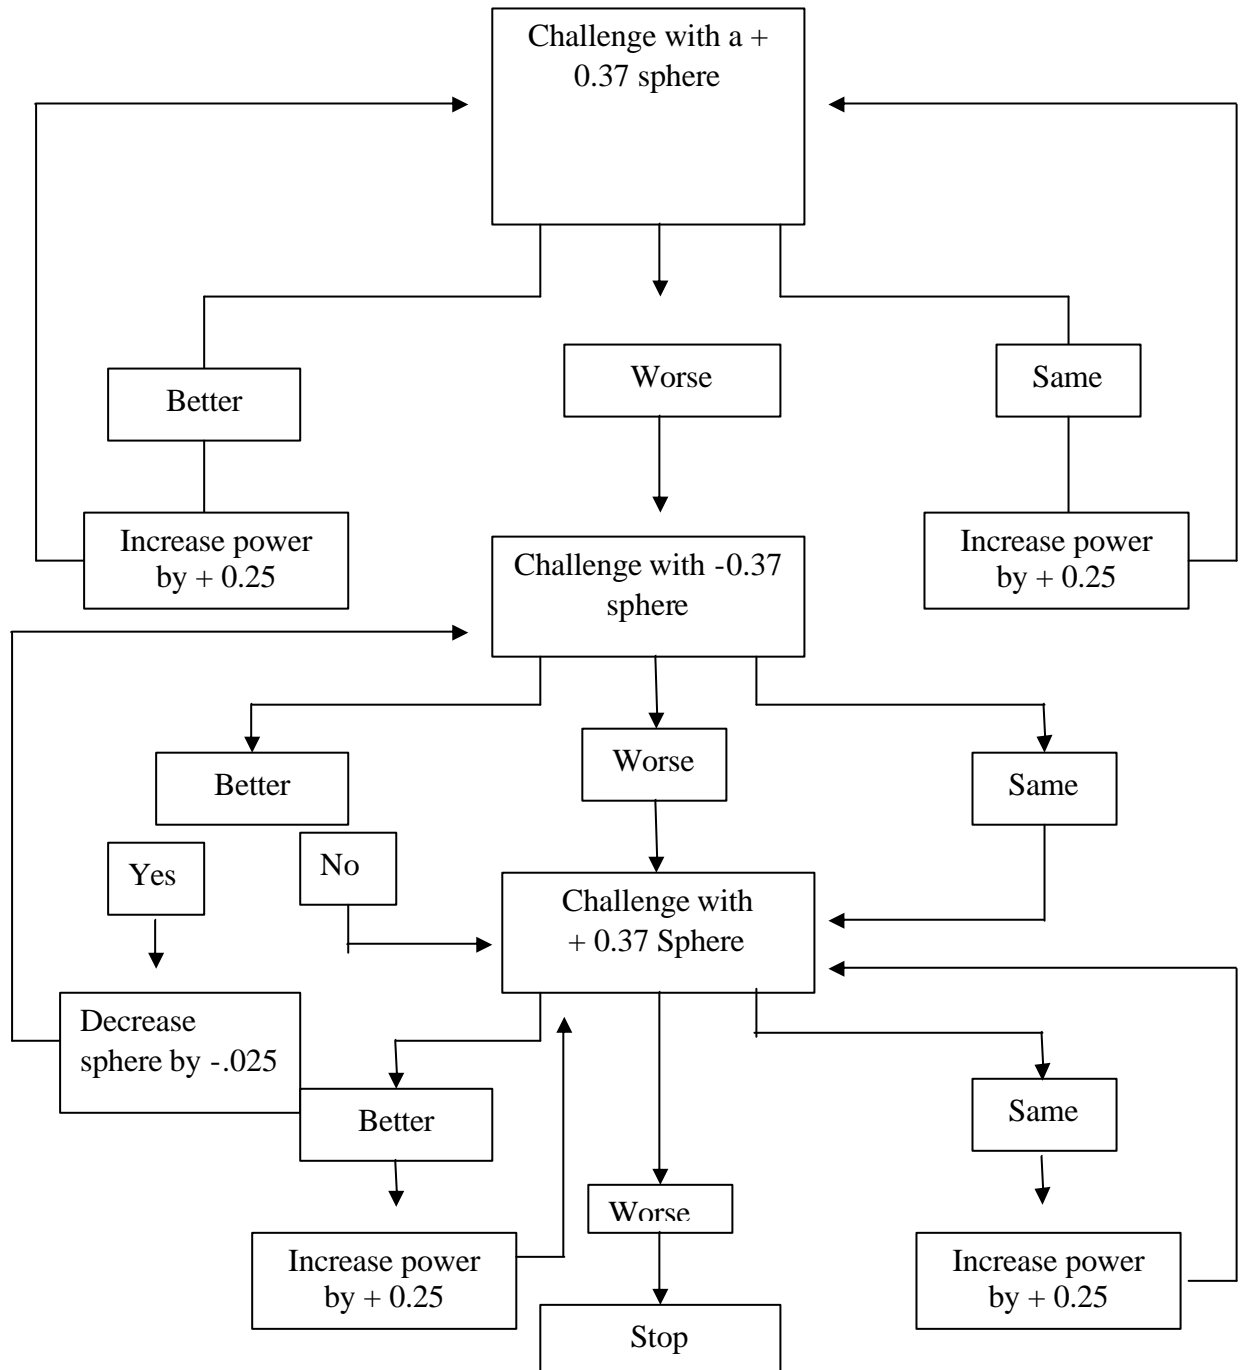 Challenge with a +
0.37 sphere
Better
Worse
Same
Increase power
by + 0.25
Challenge with -0.37
sphere
Increase power
by + 0.25
Better
Worse
Same
Yes
No
Challenge with
+ 0.37 Sphere
Decrease
sphere by -.025
Better
Worse
Same
Increase power
by + 0.25
Increase power
by + 0.25
Stop